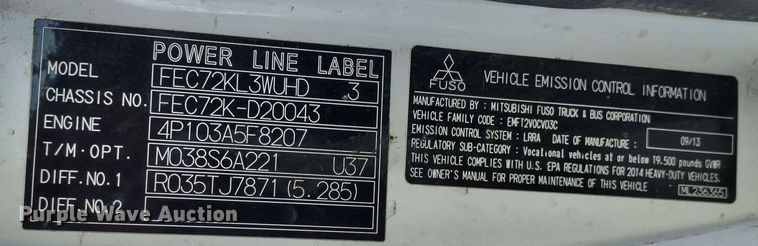 POWER LINE LABEL
MODEL FEC72KL3WUHD 3
CHASSIS NO. FEC72K-D20043
ENGINE 4P103A5F8207
T/M·OPT. M038S6A221 U37
DIFF.NO.1 R035TJ7871 (5.285)
DIFF.NO.2
FUSO
VEHICLE EMISSION CONTROL INFORMATION
MANUFACTURED BY : MITSUBISHI FUSO TRUCK & BUS CORPORATION
VEHICLE FAMILY CODE : EMFT2VOCV03C
EMISSION CONTROL SYSTEM : LRRA DATE OF MANUFACTURE : 09/13
REGULATORY SUB-CATEGORY : Vocational vehicles at or below 19,500 pounds GVWR
THIS VEHICLE COMPLIES WITH U.S. EPA REGULATIONS FOR 2014 HEAVY-DUTY VEHICLES.
SEE OWNER'S MANUAL FOR PROPER MAINTENANCE OF THIS VEHICLE ML236365
Purple Wave Auction